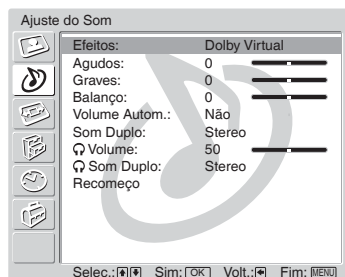 Ajuste do Som
Efeitos: Dolby Virtual
Agudos: 0
Graves: 0
Balanço: 0
Volume Autom.: Não
Som Duplo: Stereo
Volume: 50
Som Duplo: Stereo
Recomeço
Selec.: Sim: OK Volt.: Fim: MENU